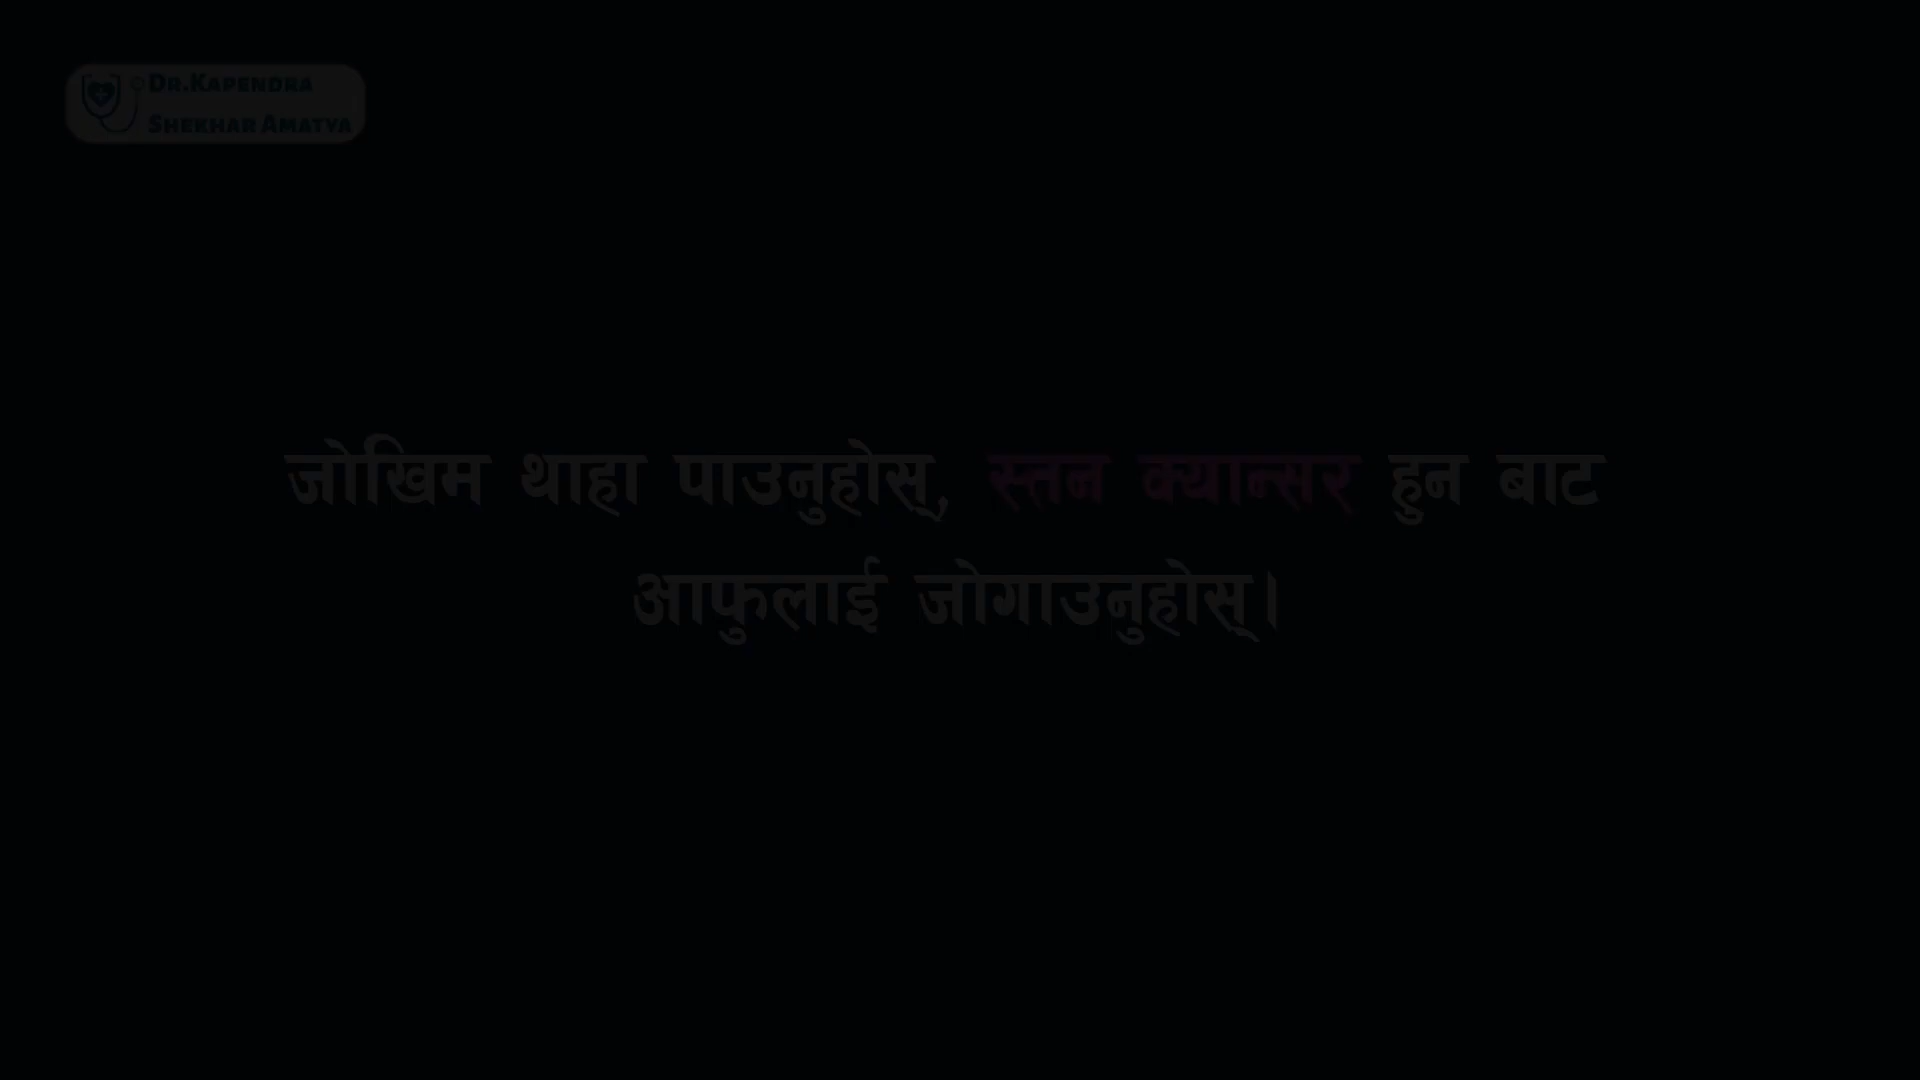 © Dr.Kapendra
Shekhar Amatya
जोखिम थाहा पाउनुहोस्, स्तन क्यान्सर हुन बाट
आफुलाई जोगाउनुहोस्।